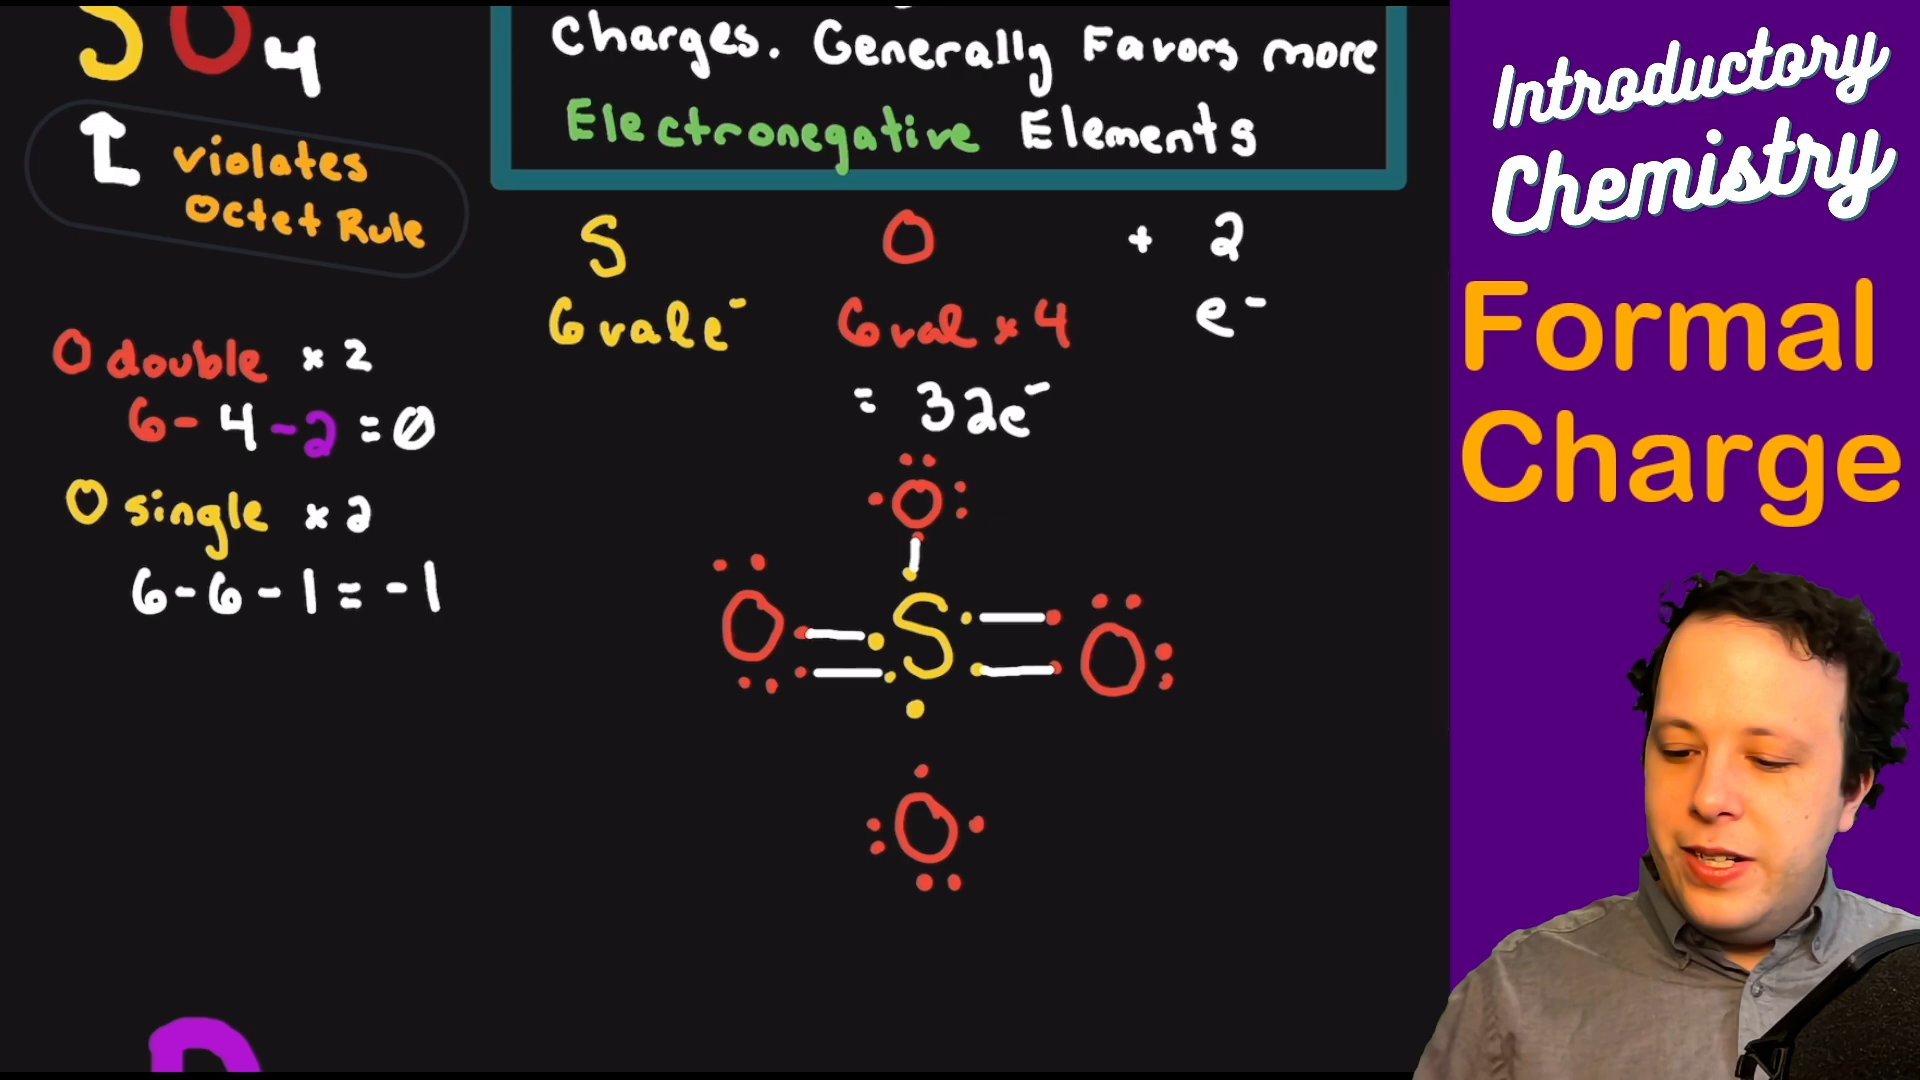 SO4
violates
Octet Rule
Charges. Generally Favors more
Electronegative Elements
S O + 2
6 val e- 6 val x 4 e-
= 32e-
O double x 2
6 - 4 - 2 = 0
O single x 2
6 - 6 - 1 = -1
O
O S O
O
Introductory
Chemistry
Formal
Charge